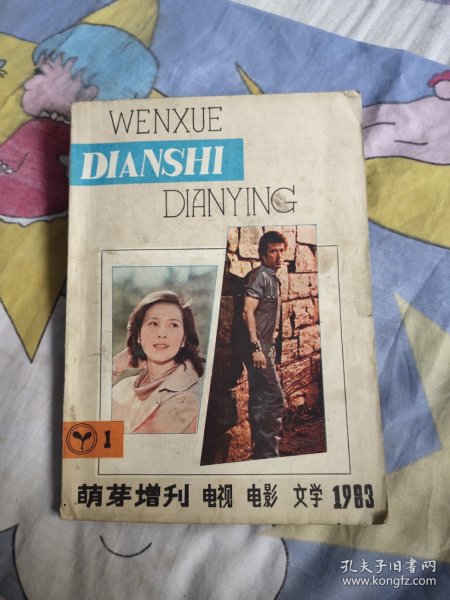 WENXUE
DIANSHI
DIANYING
1
萌芽增刊 电视 电影 文学 1983
孔夫子旧书网
www.kongfz.com